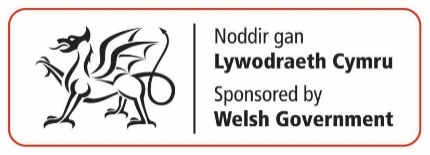 Noddir gan
Lywodraeth Cymru
Sponsored by
Welsh Government